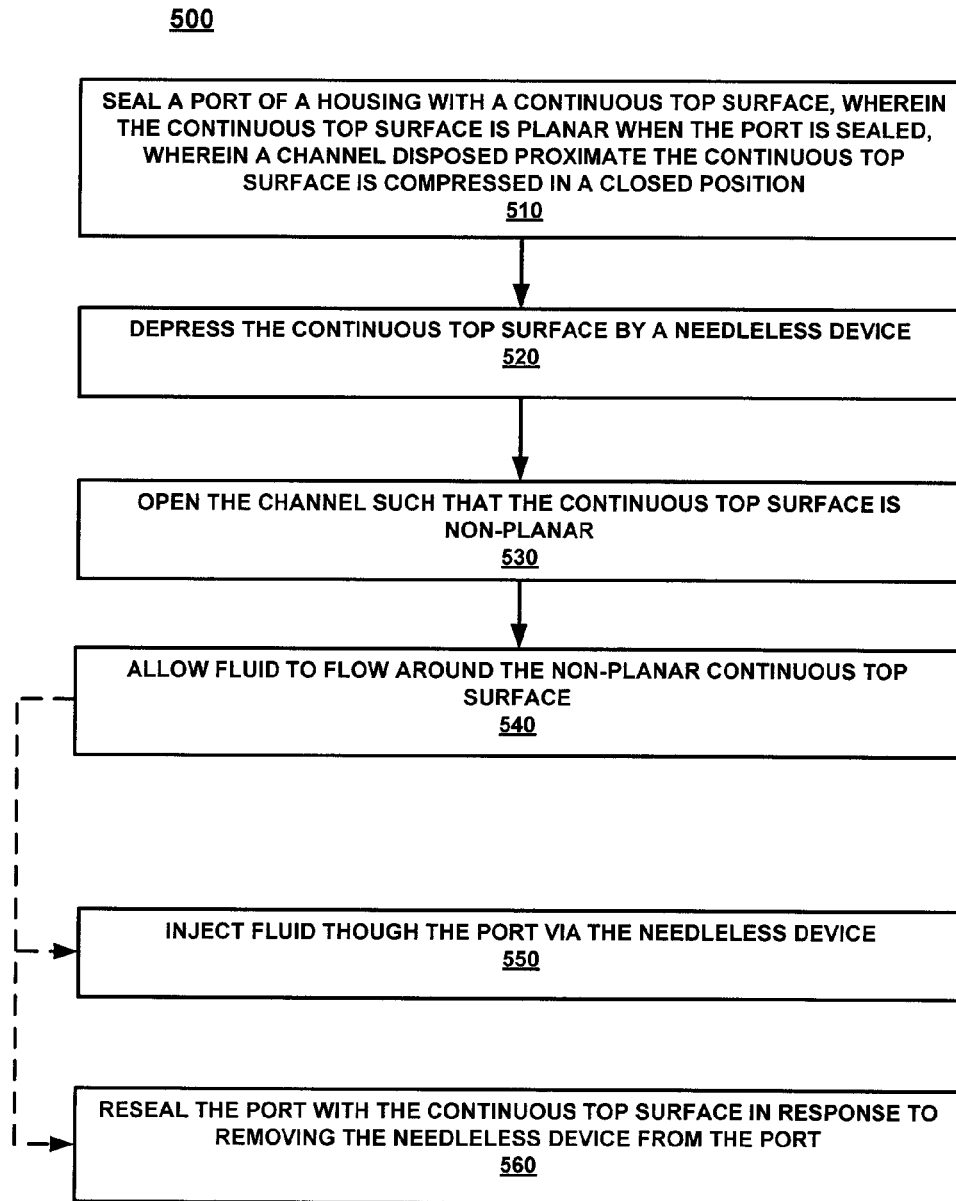 500
SEAL A PORT OF A HOUSING WITH A CONTINUOUS TOP SURFACE, WHEREIN
THE CONTINUOUS TOP SURFACE IS PLANAR WHEN THE PORT IS SEALED,
WHEREIN A CHANNEL DISPOSED PROXIMATE THE CONTINUOUS TOP
SURFACE IS COMPRESSED IN A CLOSED POSITION
510
DEPRESS THE CONTINUOUS TOP SURFACE BY A NEEDLELESS DEVICE
520
OPEN THE CHANNEL SUCH THAT THE CONTINUOUS TOP SURFACE IS
NON-PLANAR
530
ALLOW FLUID TO FLOW AROUND THE NON-PLANAR CONTINUOUS TOP
SURFACE
540
INJECT FLUID THOUGH THE PORT VIA THE NEEDLELESS DEVICE
550
RESEAL THE PORT WITH THE CONTINUOUS TOP SURFACE IN RESPONSE TO
REMOVING THE NEEDLELESS DEVICE FROM THE PORT
560